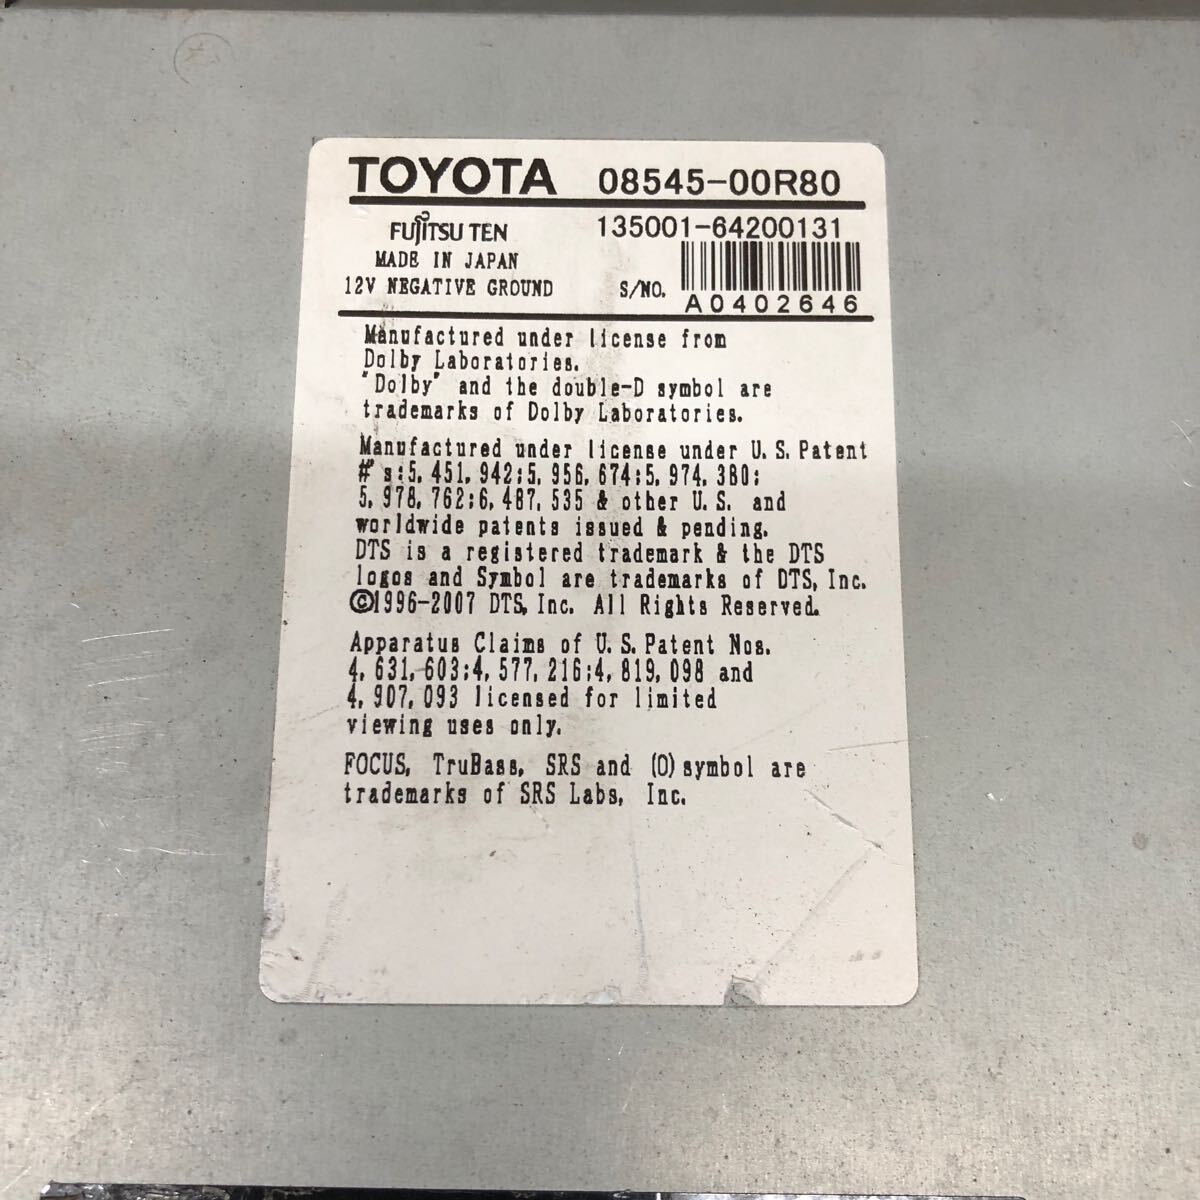 TOYOTA 08545-00R80
FUJITSU TEN 135001-64200131
MADE IN JAPAN
12V NEGATIVE GROUND S/NO. A0402646
Manufactured under license from
Dolby Laboratories.
"Dolby" and the double-D symbol are
trademarks of Dolby Laboratories.
Manufactured under license under U.S. Patent
#'s:5,451,942;5,956,674;5,974,380;
5,978,762;6,487,535 & other U.S. and
worldwide patents issued & pending.
DTS is a registered trademark & the DTS
logos and Symbol are trademarks of DTS, Inc.
©1996-2007 DTS, Inc. All Rights Reserved.
Apparatus Claims of U.S. Patent Nos.
4,631,603;4,577,216;4,819,098 and
4,907,093 licensed for limited
viewing uses only.
FOCUS, TruBass, SRS and (O) symbol are
trademarks of SRS Labs, Inc.